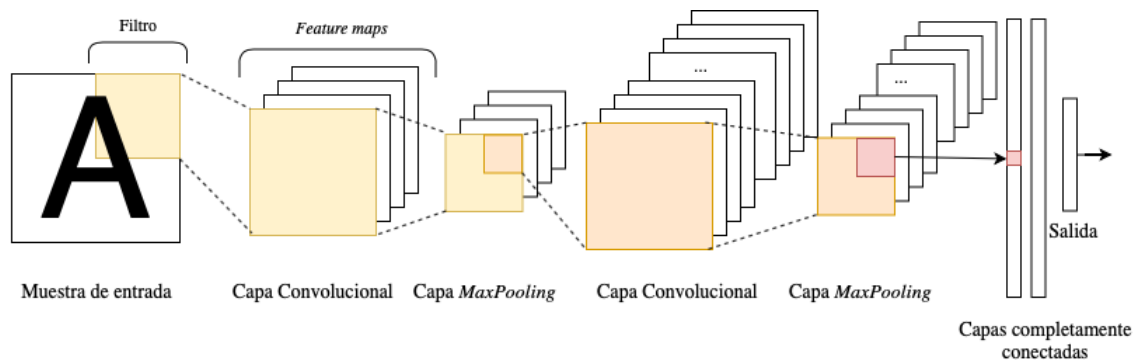 Filtro
Feature maps
A
...
...
Salida
Muestra de entrada
Capa Convolucional
Capa MaxPooling
Capa Convolucional
Capa MaxPooling
Capas completamente
conectadas